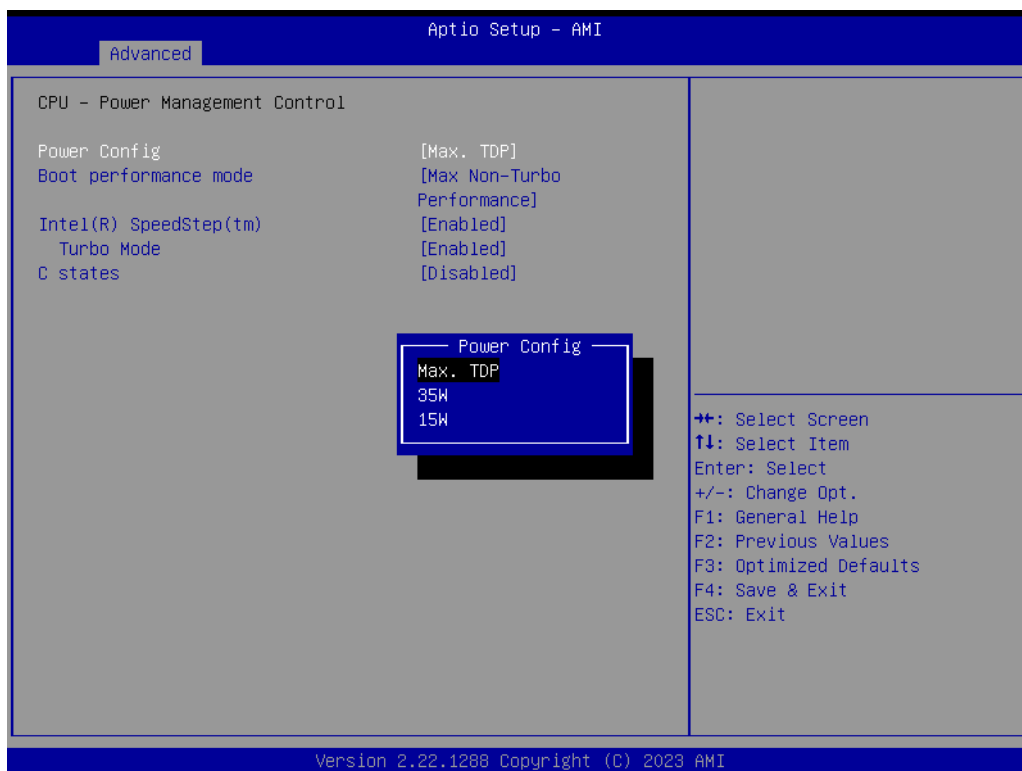 Aptio Setup – AMI
Advanced
CPU – Power Management Control
Power Config [Max. TDP]
Boot performance mode [Max Non-Turbo
Performance]
Intel(R) SpeedStep(tm) [Enabled]
Turbo Mode [Enabled]
C states [Disabled]
Power Config
Max. TDP
35W
15W
→←: Select Screen
↑↓: Select Item
Enter: Select
+/-: Change Opt.
F1: General Help
F2: Previous Values
F3: Optimized Defaults
F4: Save & Exit
ESC: Exit
Version 2.22.1288 Copyright (C) 2023 AMI